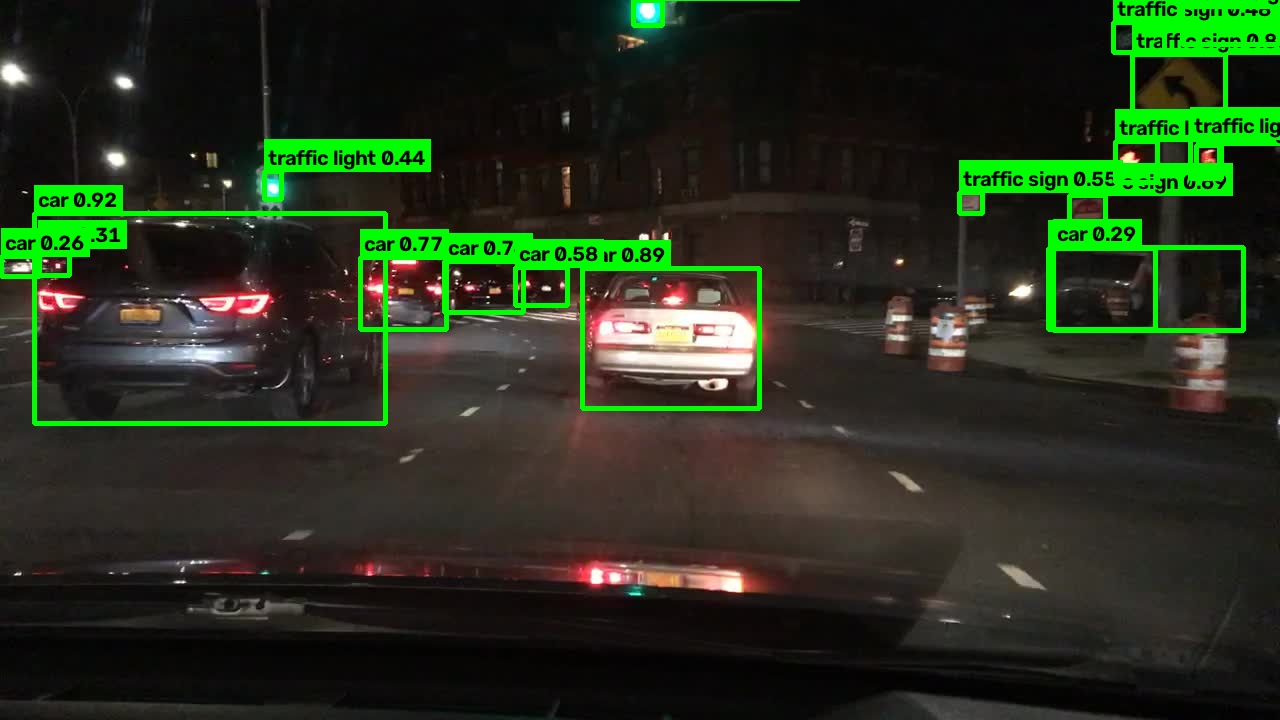 traffic sign 0.48
traffic sign 0.8
traffic l
traffic lig
traffic light 0.44
traffic sign 0.55
c sign 0.69
car 0.92
car 0.29
.31
car 0.26
car 0.77
car 0.7
car 0.58
ar 0.89